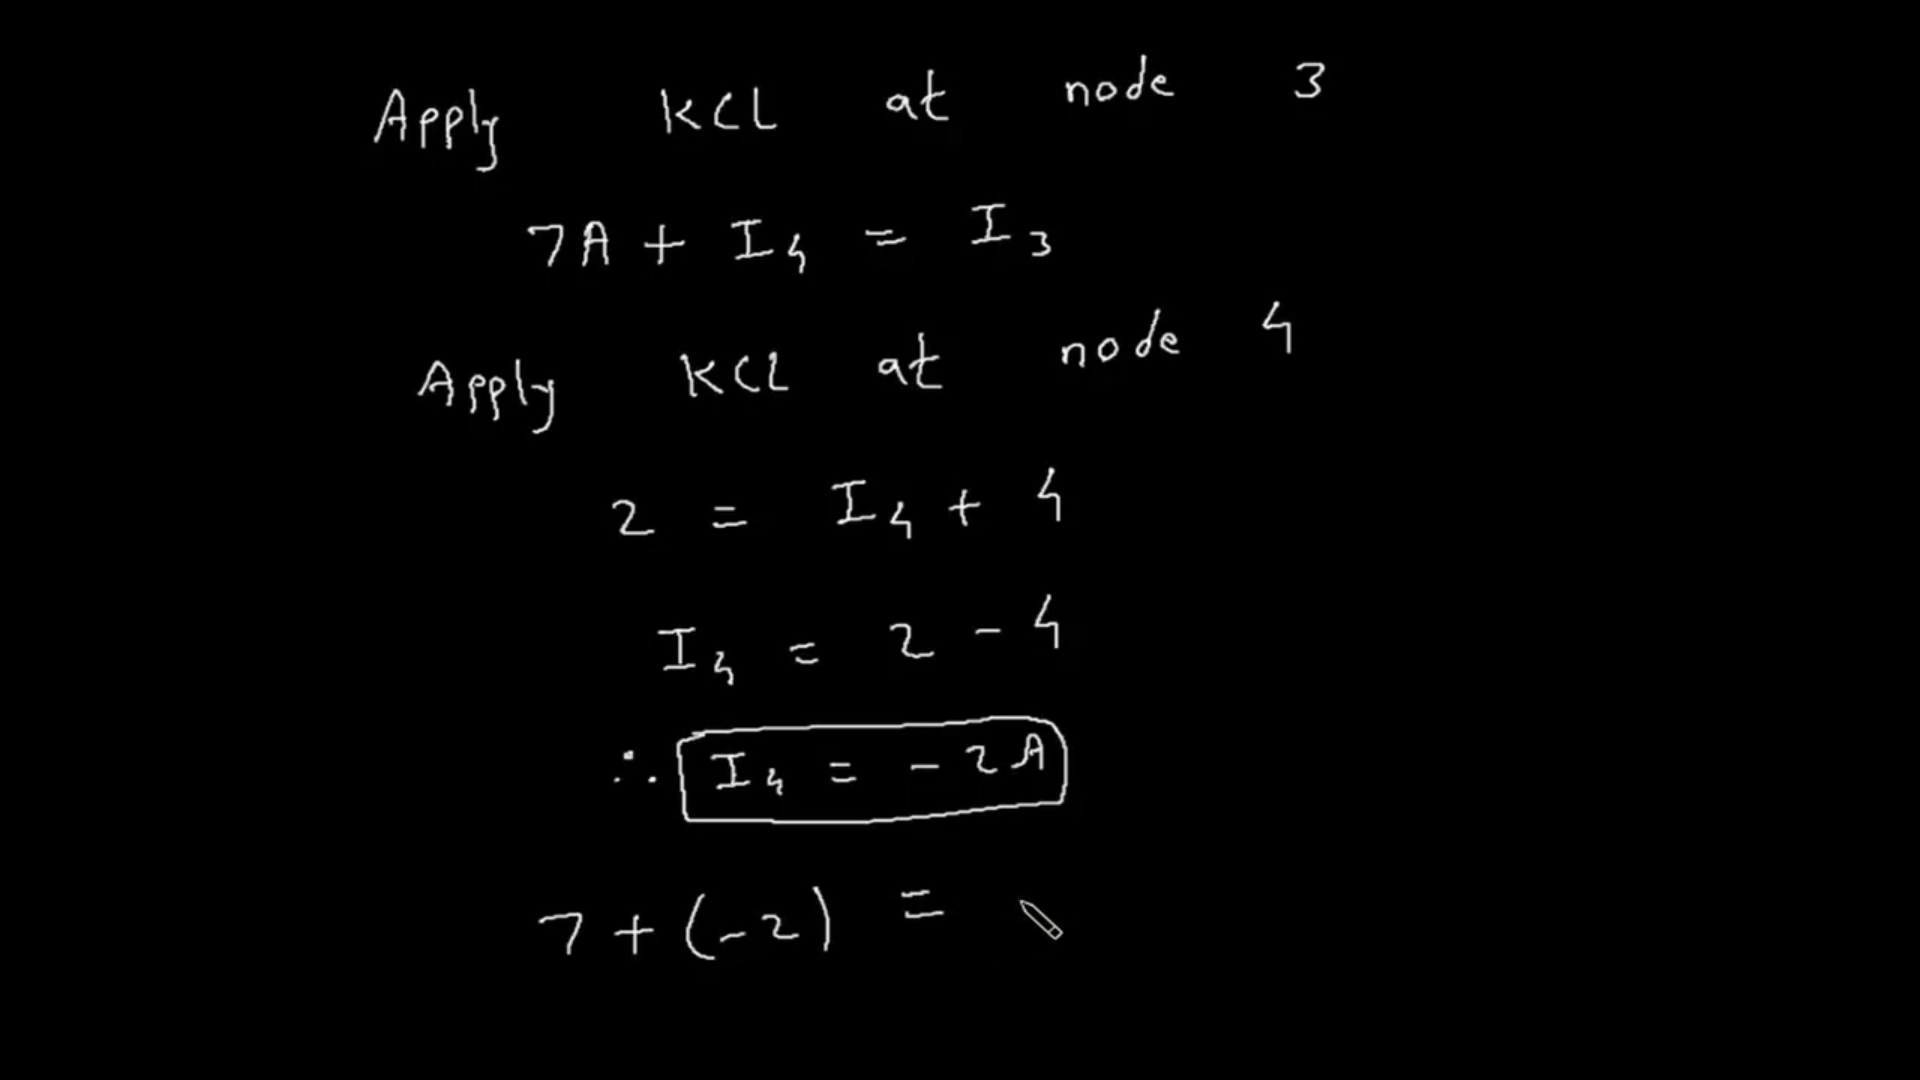 Apply KCL at node 3
7A + I₄ = I₃
Apply KCL at node 4
2 = I₄ + 4
I₄ = 2 - 4
∴ I₄ = - 2A
7 + (-2) =